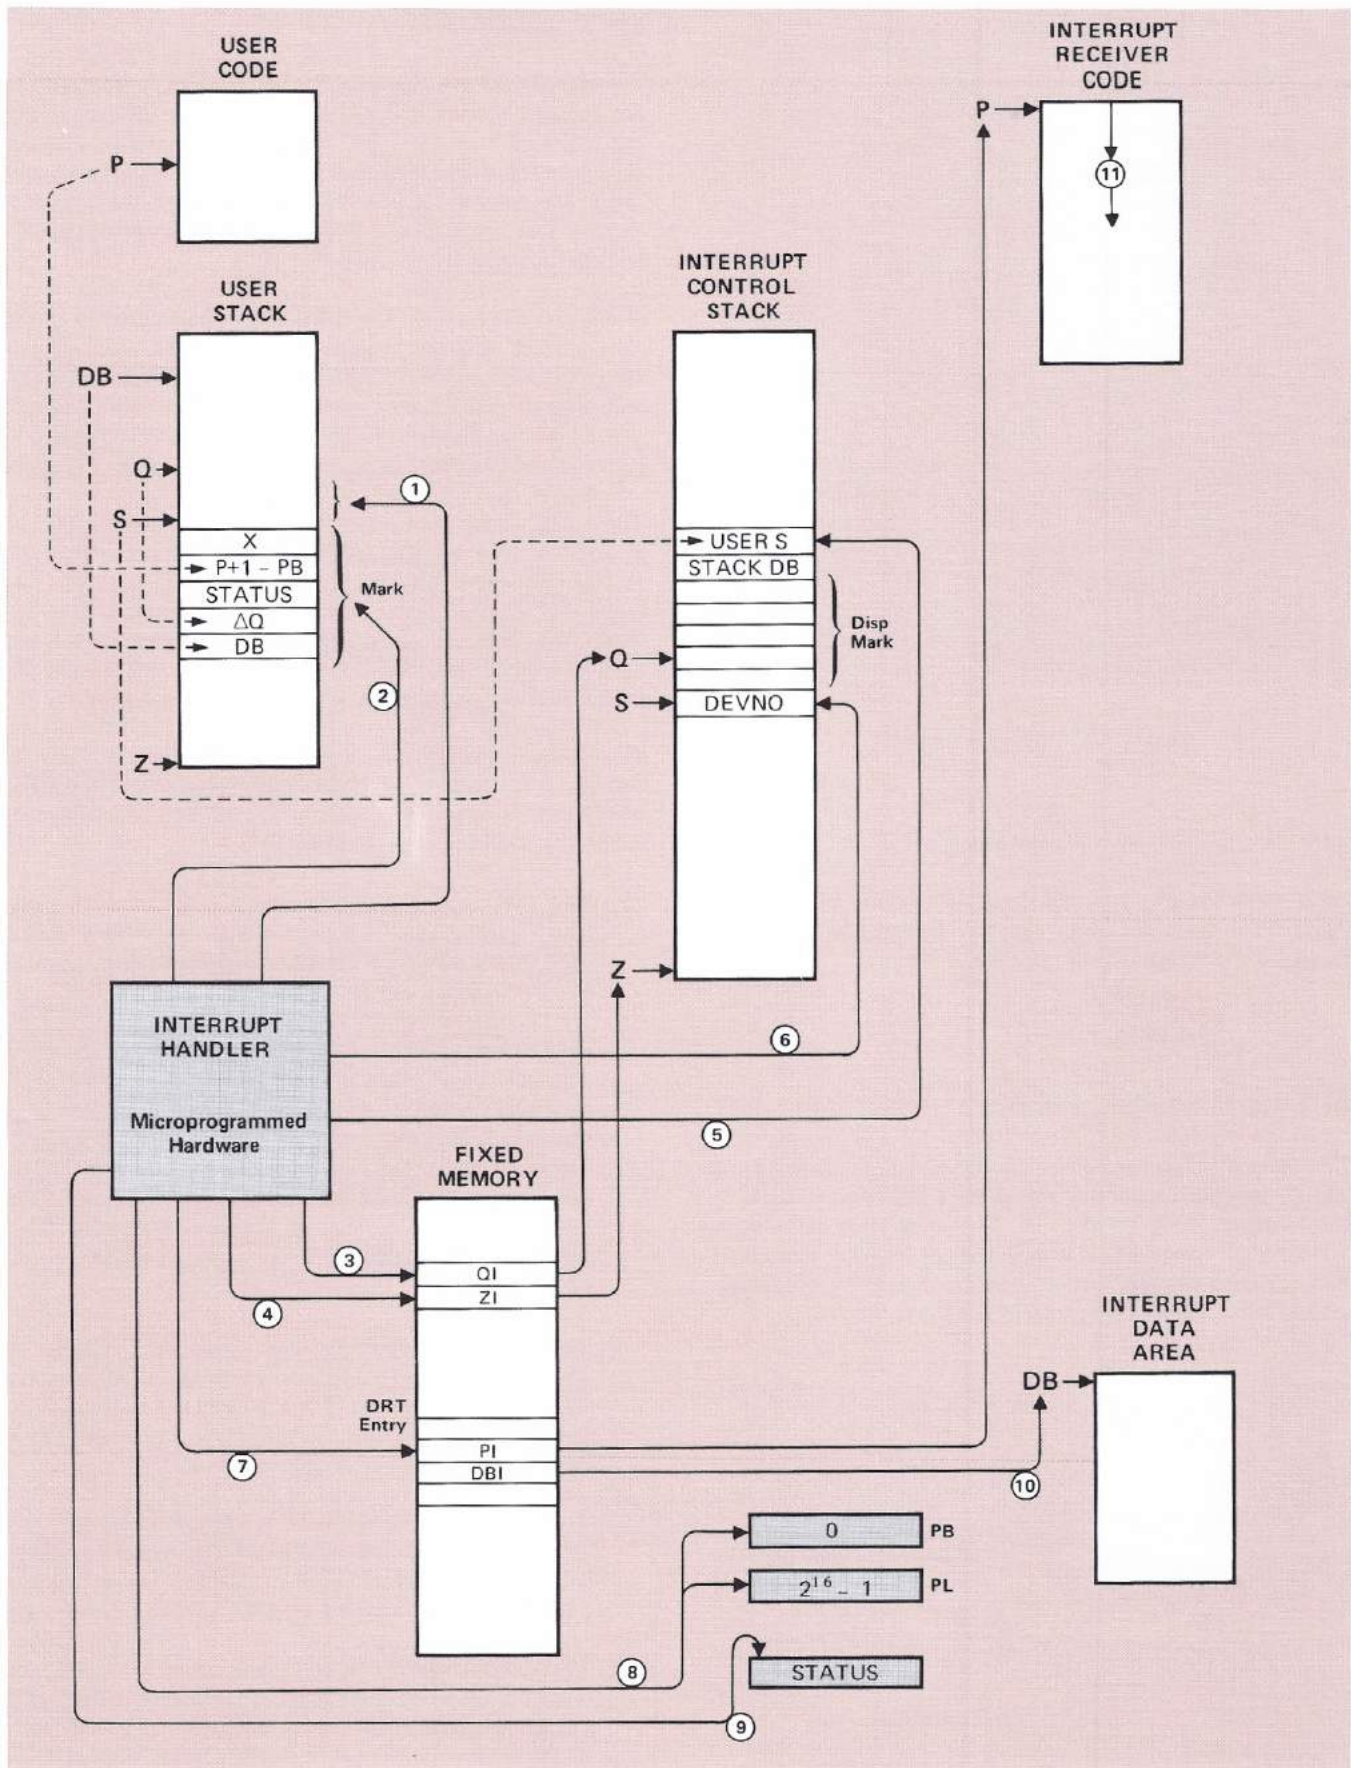 USER
CODE
P
INTERRUPT
RECEIVER
CODE
P
11
USER
STACK
DB
Q
S
Z
X
P+1 – PB
STATUS
ΔQ
DB
Mark
1
2
INTERRUPT
CONTROL
STACK
USER S
STACK DB
Disp
Mark
Q
S
DEVNO
Z
INTERRUPT
HANDLER
Microprogrammed
Hardware
6
5
FIXED
MEMORY
3
QI
4
ZI
DRT
Entry
7
PI
DBI
INTERRUPT
DATA
AREA
DB
10
0 PB
2¹⁶ – 1 PL
8
STATUS
9